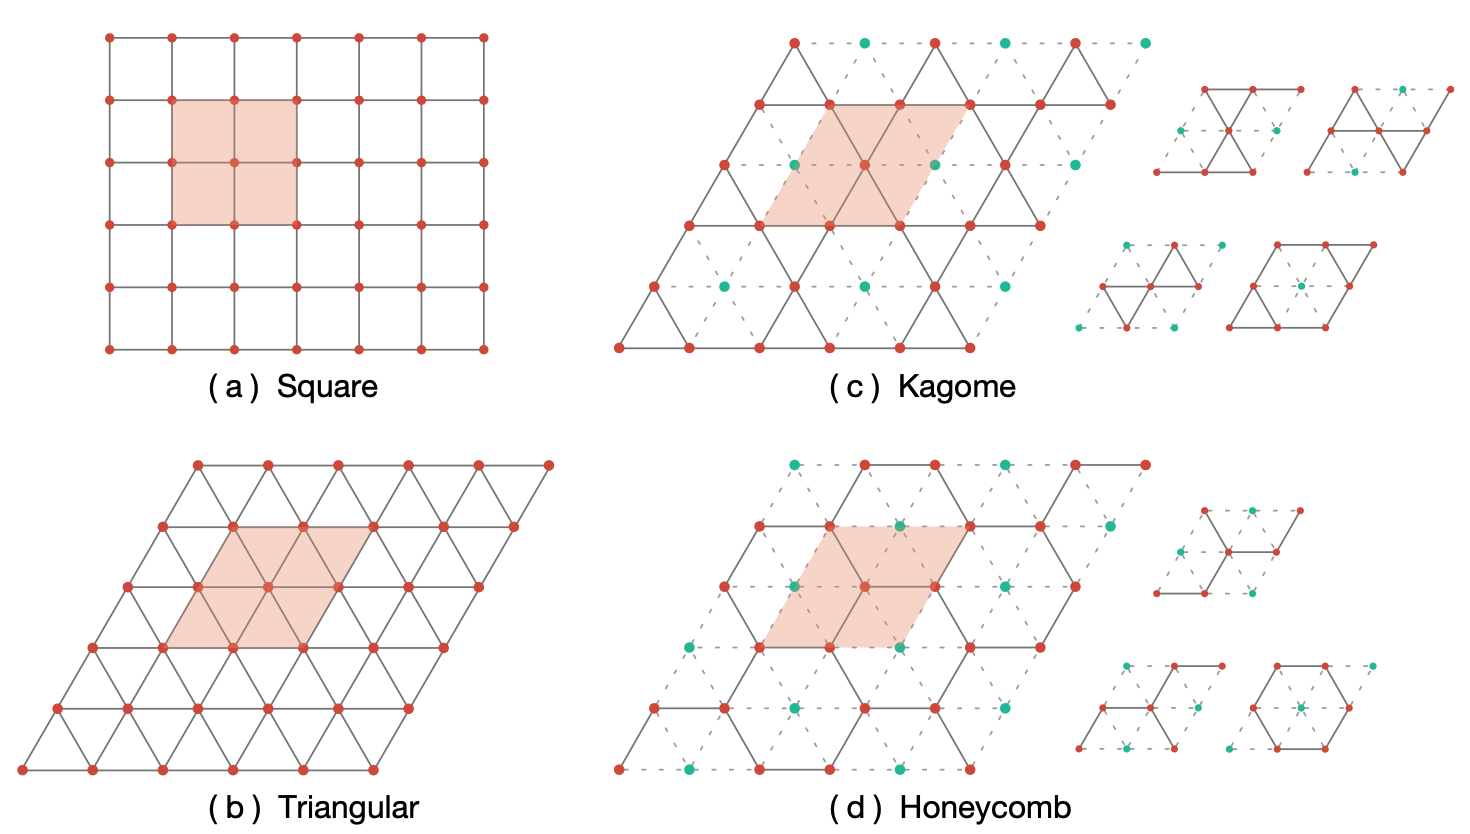 ( a ) Square
( c ) Kagome
( b ) Triangular
( d ) Honeycomb